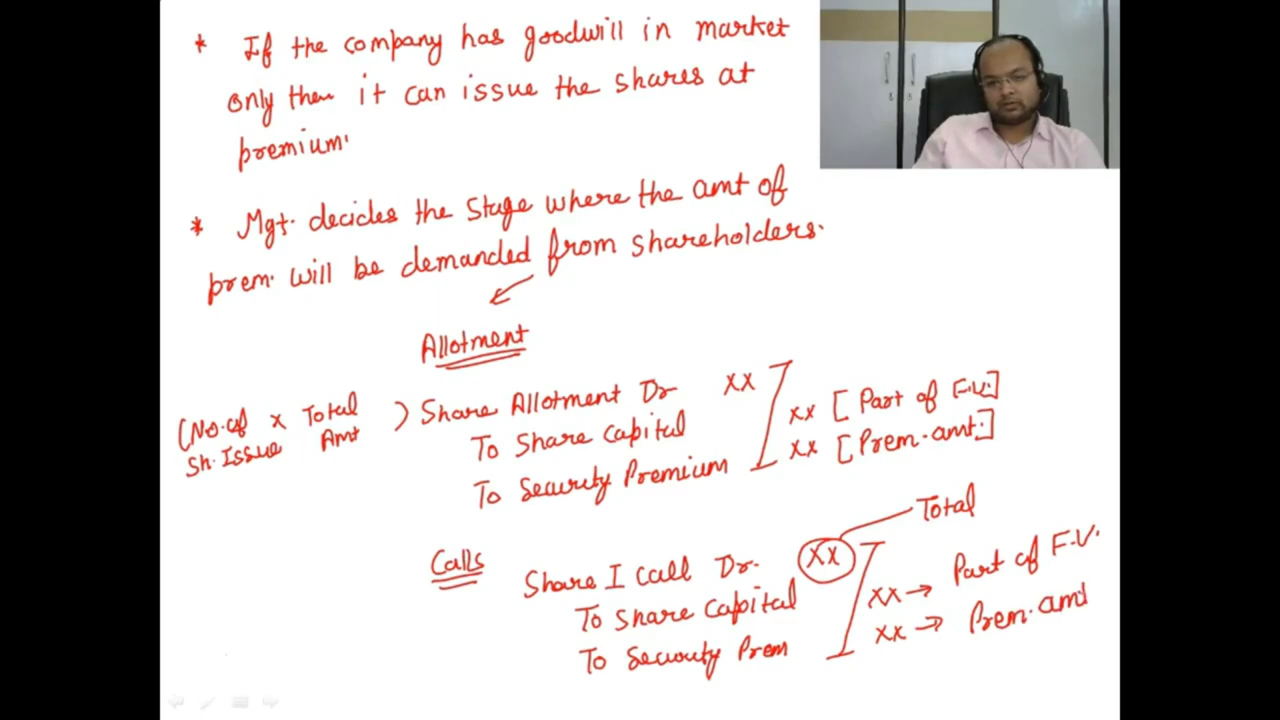 * If the company has goodwill in market
only then it can issue the shares at
premium.
* Mgt. decides the stage where the amt of
prem. will be demanded from shareholders.
Allotment
(No. of x Total ) Share Allotment Dr xx
Sh. Issue Amt
To Share Capital xx [Part of F.V.]
To Security Premium xx [Prem. amt.]
Total
Calls
Share I Call Dr. xx
To Share Capital xx → Part of F.V.
To Security Prem xx → Prem. amt